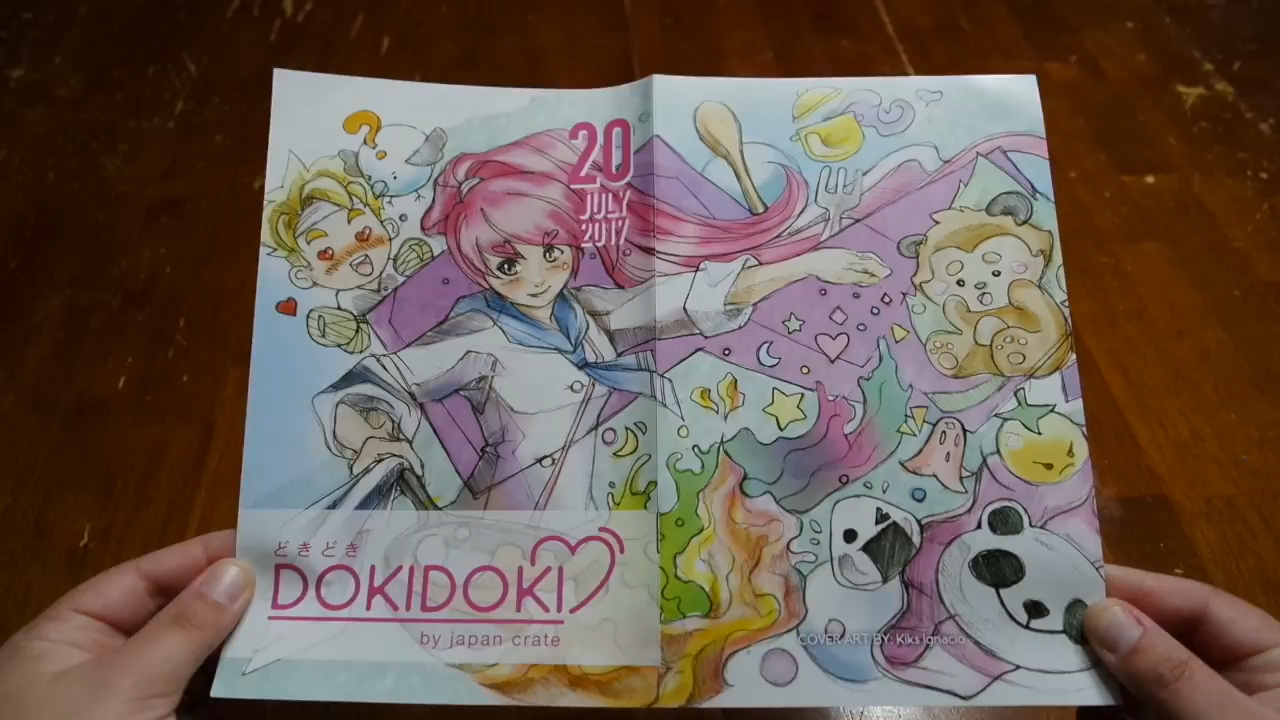 20
JULY
2017
どきどき
DOKIDOKI
by japan crate
COVER ART BY: Kiks Ignacio